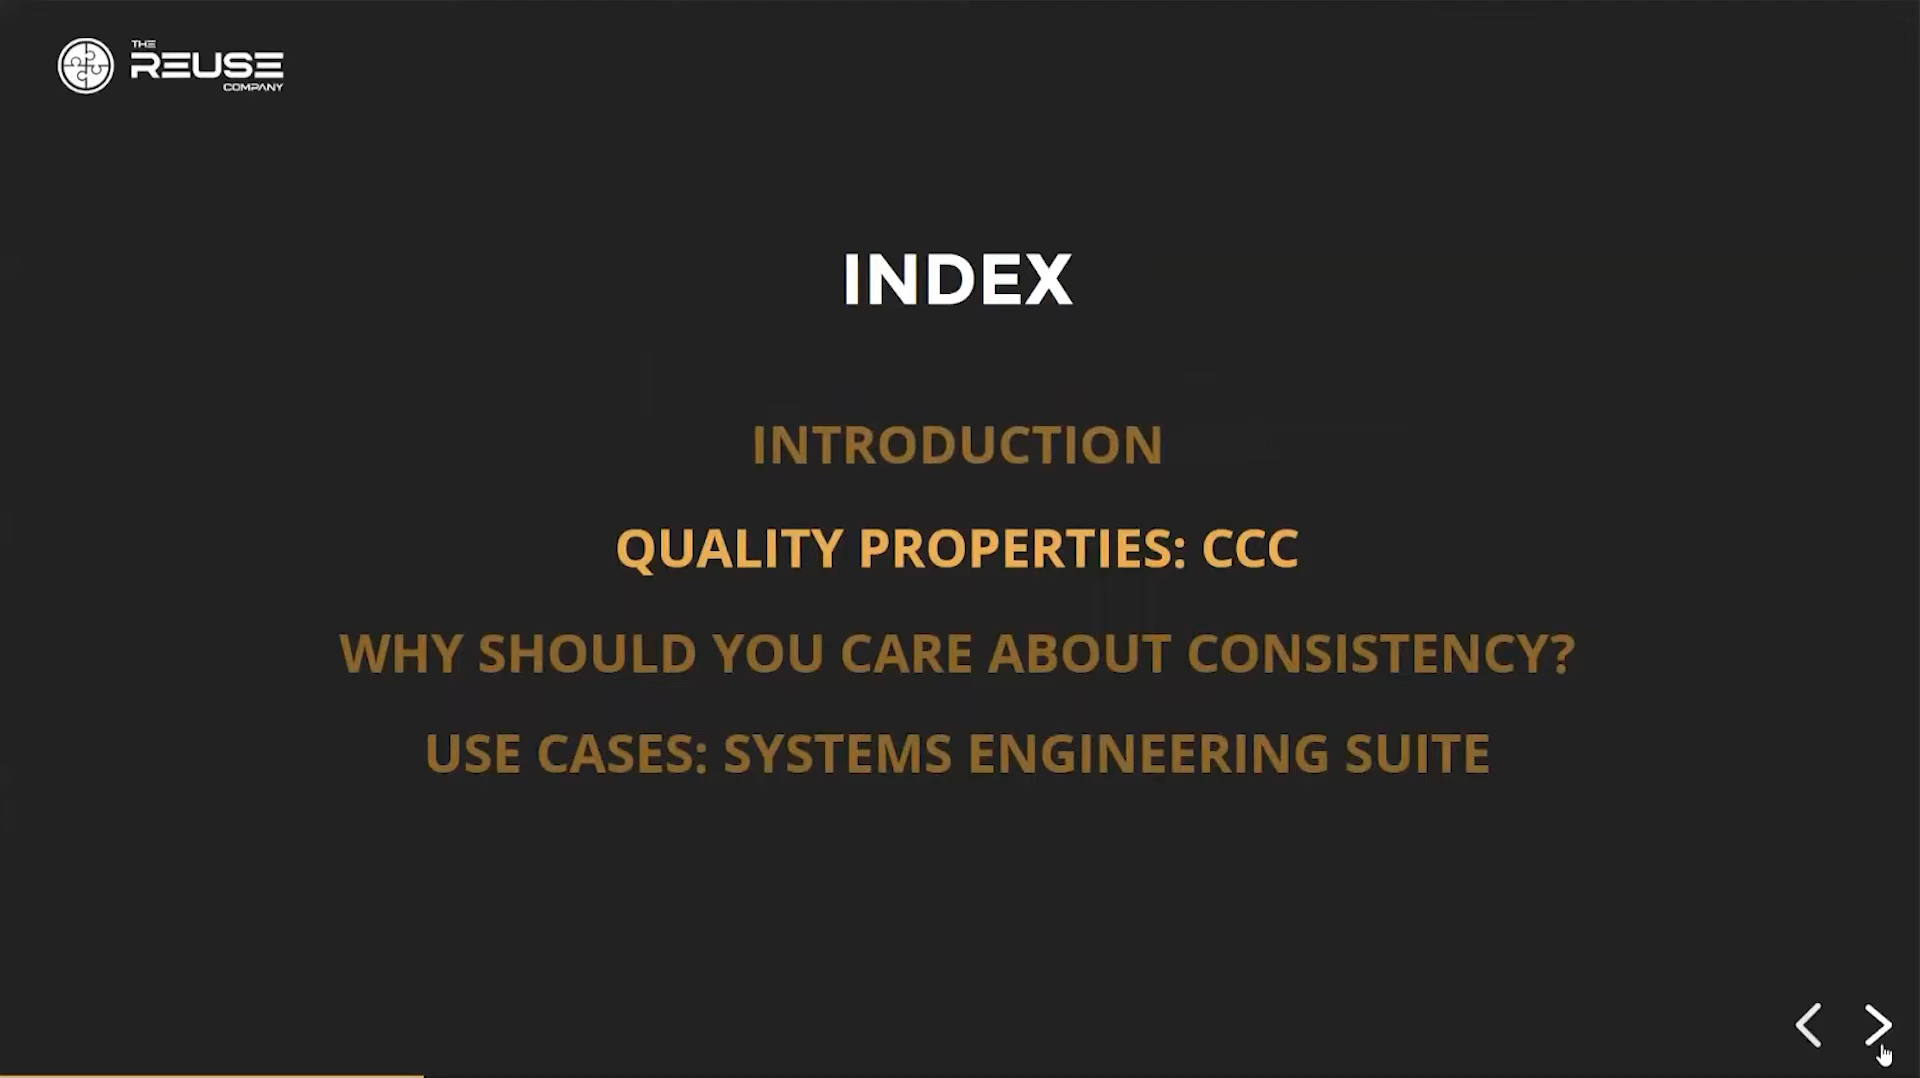 THE
REUSE
COMPANY
INDEX
INTRODUCTION
QUALITY PROPERTIES: CCC
WHY SHOULD YOU CARE ABOUT CONSISTENCY?
USE CASES: SYSTEMS ENGINEERING SUITE